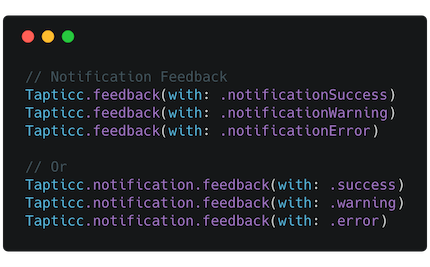 // Notification Feedback
Tapticc.feedback(with: .notificationSuccess)
Tapticc.feedback(with: .notificationWarning)
Tapticc.feedback(with: .notificationError)
// Or
Tapticc.notification.feedback(with: .success)
Tapticc.notification.feedback(with: .warning)
Tapticc.notification.feedback(with: .error)